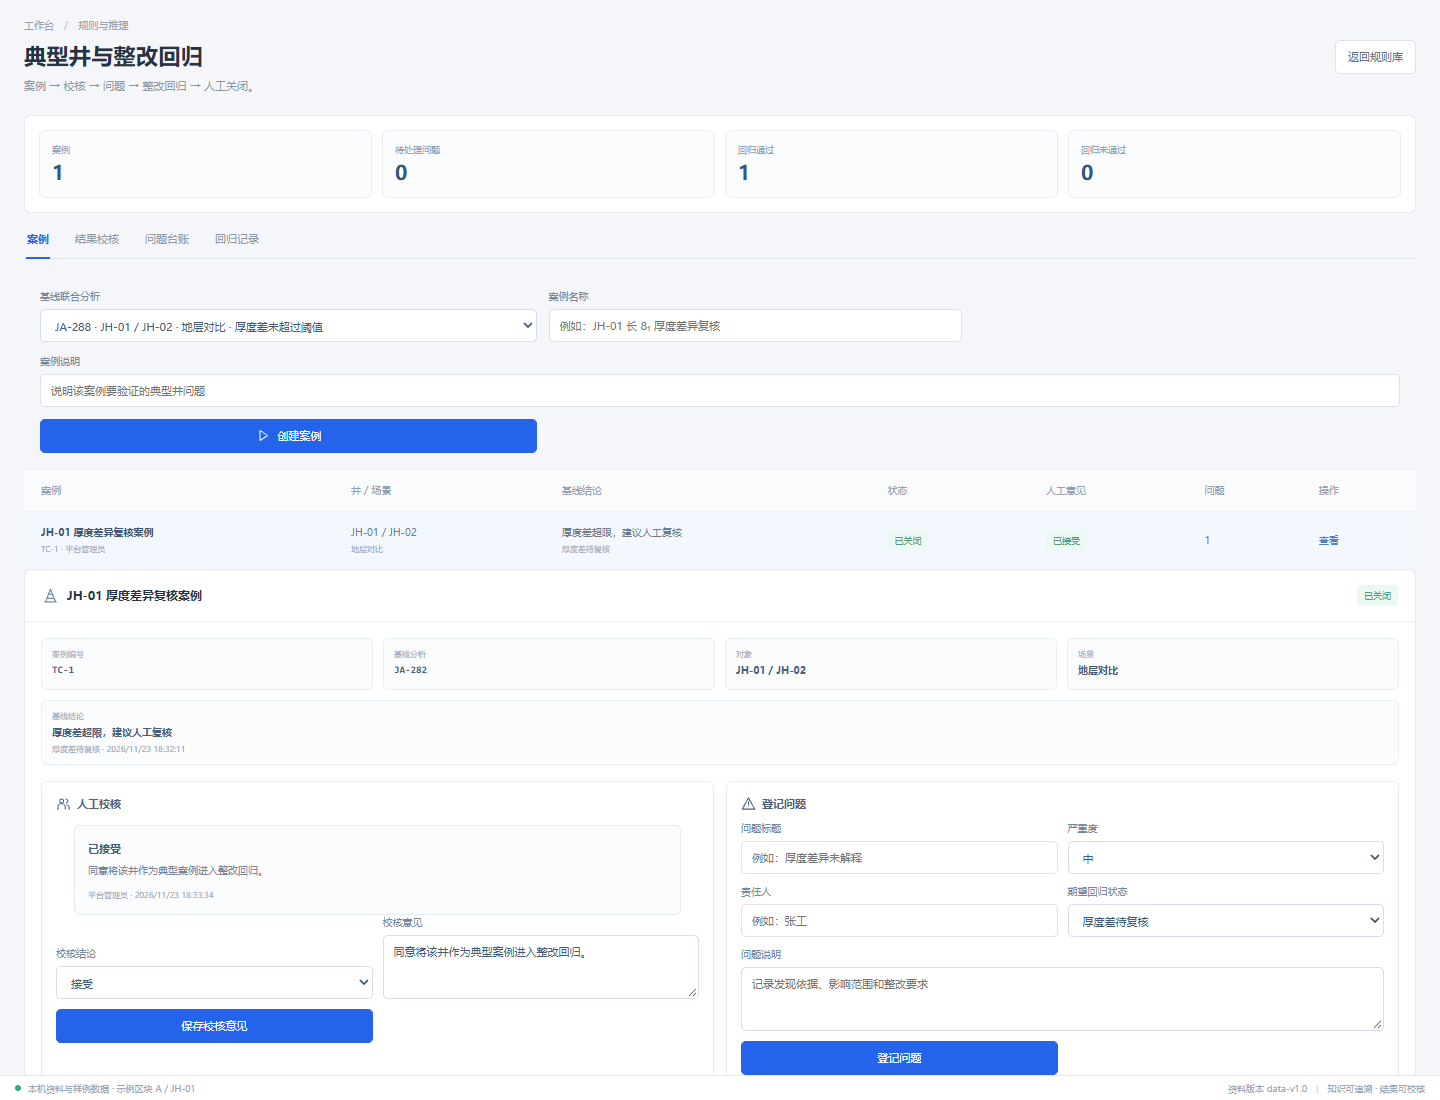 工作台 / 规则与推理
典型井与整改回归
案例 → 校核 → 问题 → 整改回归 → 人工关闭。
返回规则库
案例
1
待处理问题
0
回归通过
1
回归未通过
0
案例 结果校核 问题台账 回归记录
基线联合分析
JA-288 · JH-01 / JH-02 · 地层对比 · 厚度差未超过阈值
案例名称
例如：JH-01 长 8₁ 厚度差异复核
案例说明
说明该案例要验证的典型井问题
创建案例
案例 井 / 场景 基线结论 状态 人工意见 问题 操作
JH-01 厚度差异复核案例 JH-01 / JH-02 厚度差超限，建议人工复核 已关闭 已接受 1 查看
TC-1 · 平台管理员 地层对比 厚度差待复核
JH-01 厚度差异复核案例
已关闭
案例编号
TC-1
基线分析
JA-282
对象
JH-01 / JH-02
场景
地层对比
基线结论
厚度差超限，建议人工复核
厚度差待复核 · 2026/11/23 18:32:11
人工校核
已接受
同意将该井作为典型案例进入整改回归。
平台管理员 · 2026/11/23 18:33:34
校核结论
接受
校核意见
同意将该井作为典型案例进入整改回归。
保存校核意见
登记问题
问题标题
例如：厚度差异未解释
严重度
中
责任人
例如：张工
期望回归状态
厚度差待复核
问题说明
记录发现依据、影响范围和整改要求
登记问题
本机资料与样例数据 · 示例区块 A / JH-01
资料版本 data-v1.0 | 知识可追溯 · 结果可校核